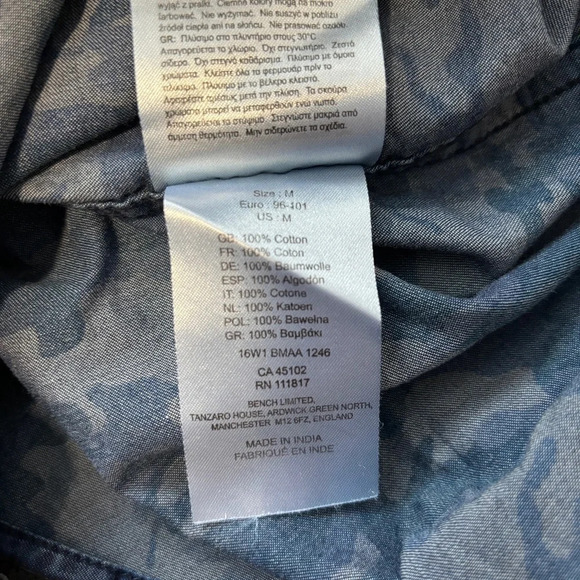 wyjąć z pralki. Ciemne kolory mogą na mokro
farbować. Nie wyżymać. Nie suszyć w pobliżu
źródeł ciepła ani na słońcu. Nie prasować ozdób.
GR: Πλύσιμο στο πλυντήριο στους 30°C.
Απαγορεύεται το χλώριο. Όχι στεγνωτήριο. Ζεστό
σίδερο. Όχι στεγνό καθάρισμα. Πλύσιμο με όμοια
χρώματα. Κλείστε όλα τα φερμουάρ πρίν το
πλύσιμο. Πλυσιμο με το βέλκρο κλειστό.
Αφαιρέστε αμέσως μετά την πλύση. Τα σκούρα
χρώματα μπορεί να μεταφερθούν ενώ νωπό.
Απαγορεύεται το στύψιμο. Στεγνώστε μακριά από
άμμεση θερμότητα. Μην σιδερώνετε τα σχέδια.
Size : M
Euro : 96-101
US : M
GB: 100% Cotton
FR: 100% Coton
DE: 100% Baumwolle
ESP: 100% Algodón
IT: 100% Cotone
NL: 100% Katoen
POL: 100% Bawełna
GR: 100% Βαμβάκι
16W1 BMAA 1246
CA 45102
RN 111817
BENCH LIMITED,
TANZARO HOUSE, ARDWICK GREEN NORTH,
MANCHESTER M12 6FZ, ENGLAND
MADE IN INDIA
FABRIQUÉ EN INDE